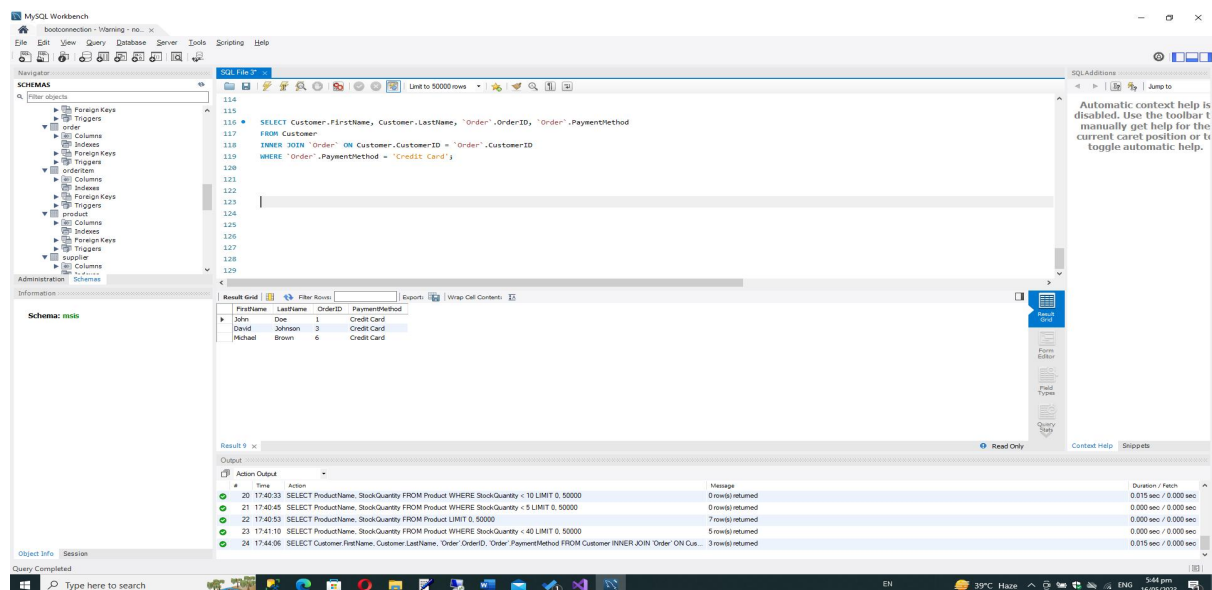 MySQL Workbench
bootconnection - Warning - no... ×
File Edit View Query Database Server Tools Scripting Help
Navigator
SCHEMAS
Filter objects
Foreign Keys
Triggers
order
Columns
Indexes
Foreign Keys
Triggers
orderitem
Columns
Indexes
Foreign Keys
Triggers
product
Columns
Indexes
Foreign Keys
Triggers
supplier
Columns
Administration Schemas
Information
Schema: msis
Object Info Session
Query Completed
SQL File 3* ×
Limit to 50000 rows
114
115
116 SELECT Customer.FirstName, Customer.LastName, `Order`.OrderID, `Order`.PaymentMethod
117 FROM Customer
118 INNER JOIN `Order` ON Customer.CustomerID = `Order`.CustomerID
119 WHERE `Order`.PaymentMethod = 'Credit Card';
120
121
122
123
124
125
126
127
128
129
Result Grid Filter Rows: Export: Wrap Cell Content:
FirstName LastName OrderID PaymentMethod
John Doe 1 Credit Card
David Johnson 3 Credit Card
Michael Brown 6 Credit Card
Result Grid
Form Editor
Field Types
Query Stats
Result 9 × Read Only
SQLAdditions
Jump to
Automatic context help is
disabled. Use the toolbar t
manually get help for the
current caret position or to
toggle automatic help.
Context Help Snippets
Output
Action Output
# Time Action Message Duration / Fetch
20 17:40:33 SELECT ProductName, StockQuantity FROM Product WHERE StockQuantity < 10 LIMIT 0, 50000 0 row(s) returned 0.015 sec / 0.000 sec
21 17:40:45 SELECT ProductName, StockQuantity FROM Product WHERE StockQuantity < 5 LIMIT 0, 50000 0 row(s) returned 0.000 sec / 0.000 sec
22 17:40:53 SELECT ProductName, StockQuantity FROM Product LIMIT 0, 50000 7 row(s) returned 0.000 sec / 0.000 sec
23 17:41:10 SELECT ProductName, StockQuantity FROM Product WHERE StockQuantity < 40 LIMIT 0, 50000 5 row(s) returned 0.000 sec / 0.000 sec
24 17:44:06 SELECT Customer.FirstName, Customer.LastName, `Order`.OrderID, `Order`.PaymentMethod FROM Customer INNER JOIN `Order` ON Cus... 3 row(s) returned 0.015 sec / 0.000 sec
Type here to search
EN
39°C Haze
ENG
5:44 pm